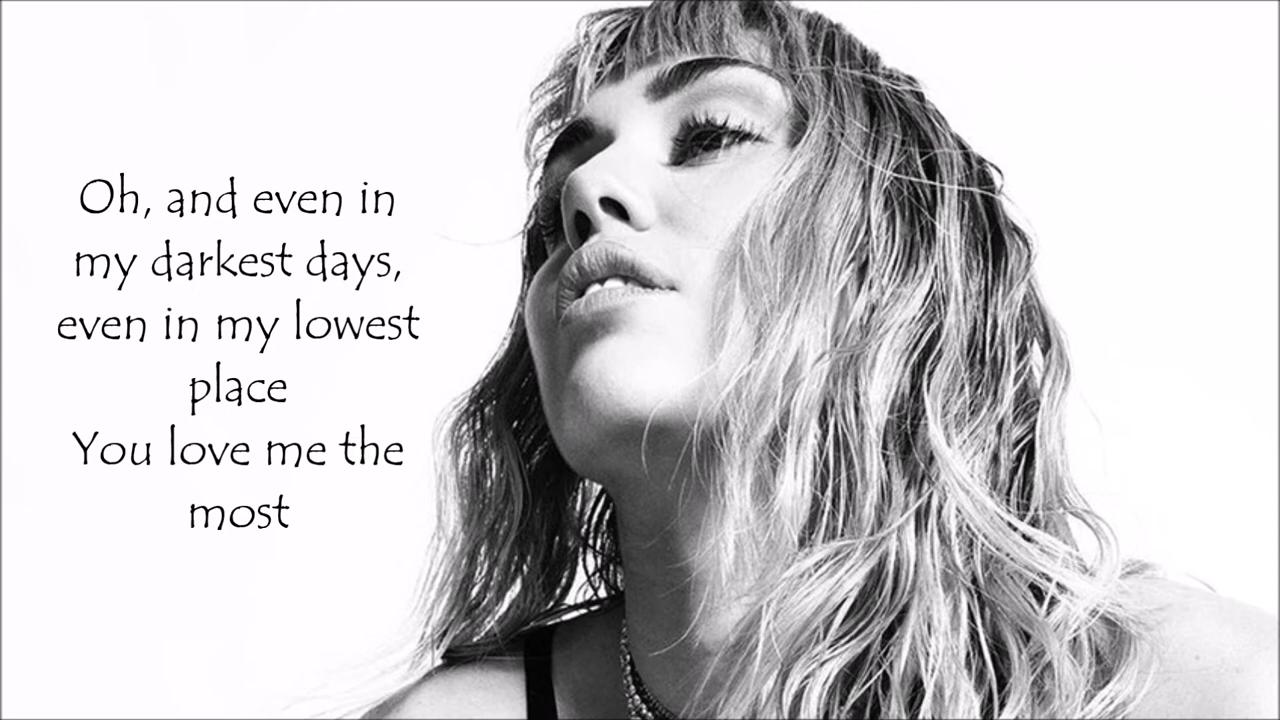 Oh, and even in
my darkest days,
even in my lowest
place
You love me the
most